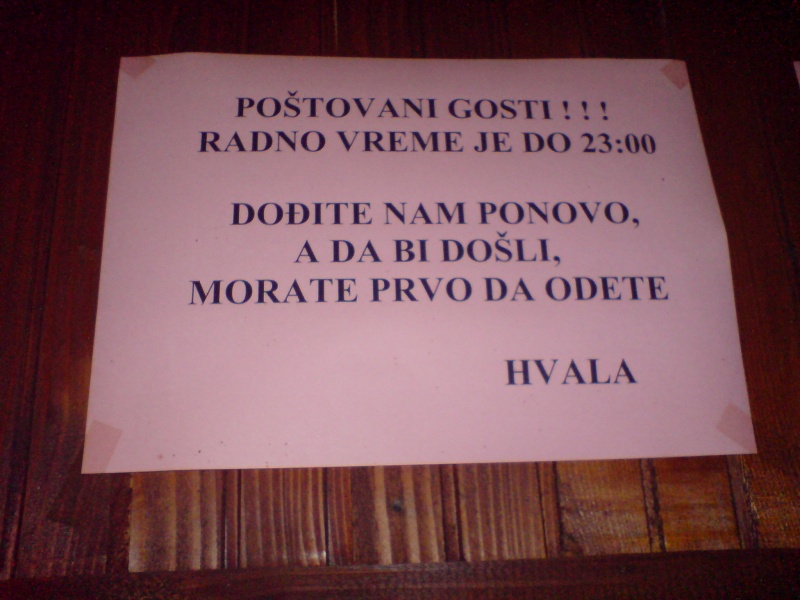 POŠTOVANI GOSTI ! ! !
RADNO VREME JE DO 23:00
DOĐITE NAM PONOVO,
A DA BI DOŠLI,
MORATE PRVO DA ODETE
HVALA